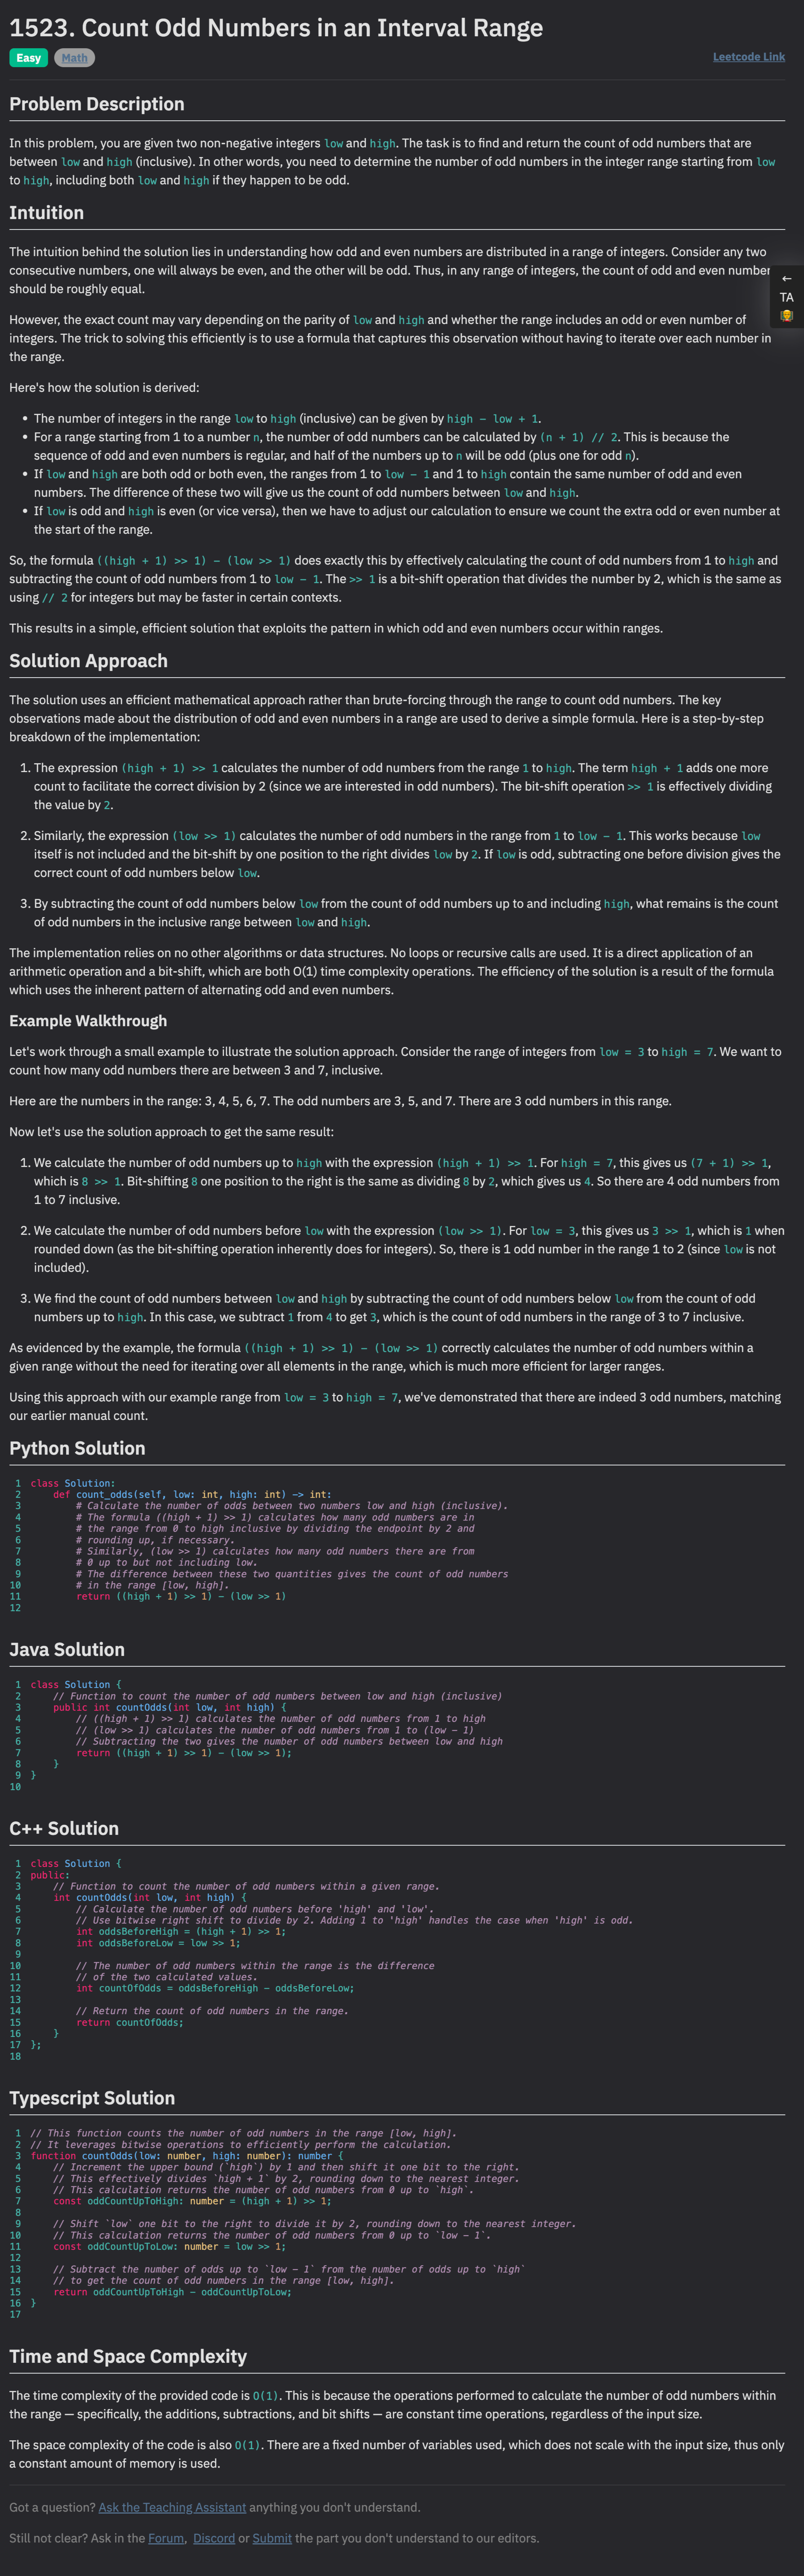 1523. Count Odd Numbers in an Interval Range
Easy Math Leetcode Link
Problem Description
In this problem, you are given two non-negative integers low and high. The task is to find and return the count of odd numbers that are
between low and high (inclusive). In other words, you need to determine the number of odd numbers in the integer range starting from low
to high, including both low and high if they happen to be odd.
Intuition
The intuition behind the solution lies in understanding how odd and even numbers are distributed in a range of integers. Consider any two
consecutive numbers, one will always be even, and the other will be odd. Thus, in any range of integers, the count of odd and even number
should be roughly equal.
←
TA
However, the exact count may vary depending on the parity of low and high and whether the range includes an odd or even number of
integers. The trick to solving this efficiently is to use a formula that captures this observation without having to iterate over each number in
the range.
Here's how the solution is derived:
• The number of integers in the range low to high (inclusive) can be given by high - low + 1.
• For a range starting from 1 to a number n, the number of odd numbers can be calculated by (n + 1) // 2. This is because the
sequence of odd and even numbers is regular, and half of the numbers up to n will be odd (plus one for odd n).
• If low and high are both odd or both even, the ranges from 1 to low - 1 and 1 to high contain the same number of odd and even
numbers. The difference of these two will give us the count of odd numbers between low and high.
• If low is odd and high is even (or vice versa), then we have to adjust our calculation to ensure we count the extra odd or even number at
the start of the range.
So, the formula ((high + 1) >> 1) - (low >> 1) does exactly this by effectively calculating the count of odd numbers from 1 to high and
subtracting the count of odd numbers from 1 to low - 1. The >> 1 is a bit-shift operation that divides the number by 2, which is the same as
using // 2 for integers but may be faster in certain contexts.
This results in a simple, efficient solution that exploits the pattern in which odd and even numbers occur within ranges.
Solution Approach
The solution uses an efficient mathematical approach rather than brute-forcing through the range to count odd numbers. The key
observations made about the distribution of odd and even numbers in a range are used to derive a simple formula. Here is a step-by-step
breakdown of the implementation:
1. The expression (high + 1) >> 1 calculates the number of odd numbers from the range 1 to high. The term high + 1 adds one more
count to facilitate the correct division by 2 (since we are interested in odd numbers). The bit-shift operation >> 1 is effectively dividing
the value by 2.
2. Similarly, the expression (low >> 1) calculates the number of odd numbers in the range from 1 to low - 1. This works because low
itself is not included and the bit-shift by one position to the right divides low by 2. If low is odd, subtracting one before division gives the
correct count of odd numbers below low.
3. By subtracting the count of odd numbers below low from the count of odd numbers up to and including high, what remains is the count
of odd numbers in the inclusive range between low and high.
The implementation relies on no other algorithms or data structures. No loops or recursive calls are used. It is a direct application of an
arithmetic operation and a bit-shift, which are both O(1) time complexity operations. The efficiency of the solution is a result of the formula
which uses the inherent pattern of alternating odd and even numbers.
Example Walkthrough
Let's work through a small example to illustrate the solution approach. Consider the range of integers from low = 3 to high = 7. We want to
count how many odd numbers there are between 3 and 7, inclusive.
Here are the numbers in the range: 3, 4, 5, 6, 7. The odd numbers are 3, 5, and 7. There are 3 odd numbers in this range.
Now let's use the solution approach to get the same result:
1. We calculate the number of odd numbers up to high with the expression (high + 1) >> 1. For high = 7, this gives us (7 + 1) >> 1,
which is 8 >> 1. Bit-shifting 8 one position to the right is the same as dividing 8 by 2, which gives us 4. So there are 4 odd numbers from
1 to 7 inclusive.
2. We calculate the number of odd numbers before low with the expression (low >> 1). For low = 3, this gives us 3 >> 1, which is 1 when
rounded down (as the bit-shifting operation inherently does for integers). So, there is 1 odd number in the range 1 to 2 (since low is not
included).
3. We find the count of odd numbers between low and high by subtracting the count of odd numbers below low from the count of odd
numbers up to high. In this case, we subtract 1 from 4 to get 3, which is the count of odd numbers in the range of 3 to 7 inclusive.
As evidenced by the example, the formula ((high + 1) >> 1) - (low >> 1) correctly calculates the number of odd numbers within a
given range without the need for iterating over all elements in the range, which is much more efficient for larger ranges.
Using this approach with our example range from low = 3 to high = 7, we've demonstrated that there are indeed 3 odd numbers, matching
our earlier manual count.
Python Solution
1 class Solution:
2     def count_odds(self, low: int, high: int) -> int:
3         # Calculate the number of odds between two numbers low and high (inclusive).
4         # The formula ((high + 1) >> 1) calculates how many odd numbers are in
5         # the range from 0 to high inclusive by dividing the endpoint by 2 and
6         # rounding up, if necessary.
7         # Similarly, (low >> 1) calculates how many odd numbers there are from
8         # 0 up to but not including low.
9         # The difference between these two quantities gives the count of odd numbers
10         # in the range [low, high].
11         return ((high + 1) >> 1) - (low >> 1)
12
Java Solution
1 class Solution {
2     // Function to count the number of odd numbers between low and high (inclusive)
3     public int countOdds(int low, int high) {
4         // ((high + 1) >> 1) calculates the number of odd numbers from 1 to high
5         // (low >> 1) calculates the number of odd numbers from 1 to (low - 1)
6         // Subtracting the two gives the number of odd numbers between low and high
7         return ((high + 1) >> 1) - (low >> 1);
8     }
9 }
10
C++ Solution
1 class Solution {
2 public:
3     // Function to count the number of odd numbers within a given range.
4     int countOdds(int low, int high) {
5         // Calculate the number of odd numbers before 'high' and 'low'.
6         // Use bitwise right shift to divide by 2. Adding 1 to 'high' handles the case when 'high' is odd.
7         int oddsBeforeHigh = (high + 1) >> 1;
8         int oddsBeforeLow = low >> 1;
9
10         // The number of odd numbers within the range is the difference
11         // of the two calculated values.
12         int countOfOdds = oddsBeforeHigh - oddsBeforeLow;
13
14         // Return the count of odd numbers in the range.
15         return countOfOdds;
16     }
17 };
18
Typescript Solution
1 // This function counts the number of odd numbers in the range [low, high].
2 // It leverages bitwise operations to efficiently perform the calculation.
3 function countOdds(low: number, high: number): number {
4     // Increment the upper bound (`high`) by 1 and then shift it one bit to the right.
5     // This effectively divides `high + 1` by 2, rounding down to the nearest integer.
6     // This calculation returns the number of odd numbers from 0 up to `high`.
7     const oddCountUpToHigh: number = (high + 1) >> 1;
8
9     // Shift `low` one bit to the right to divide it by 2, rounding down to the nearest integer.
10     // This calculation returns the number of odd numbers from 0 up to `low - 1`.
11     const oddCountUpToLow: number = low >> 1;
12
13     // Subtract the number of odds up to `low - 1` from the number of odds up to `high`
14     // to get the count of odd numbers in the range [low, high].
15     return oddCountUpToHigh - oddCountUpToLow;
16 }
17
Time and Space Complexity
The time complexity of the provided code is O(1). This is because the operations performed to calculate the number of odd numbers within
the range — specifically, the additions, subtractions, and bit shifts — are constant time operations, regardless of the input size.
The space complexity of the code is also O(1). There are a fixed number of variables used, which does not scale with the input size, thus only
a constant amount of memory is used.
Got a question? Ask the Teaching Assistant anything you don't understand.
Still not clear? Ask in the Forum, Discord or Submit the part you don't understand to our editors.